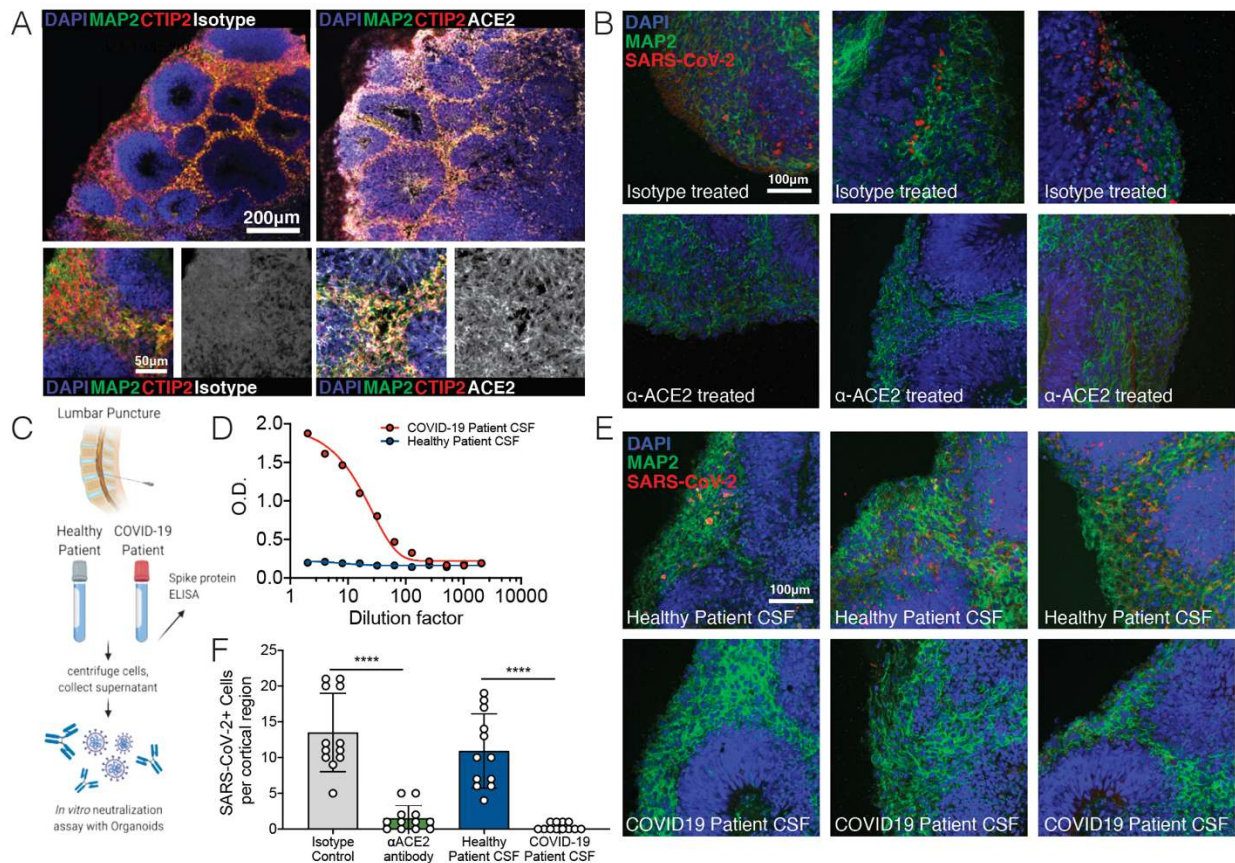 A
DAPI MAP2 CTIP2 Isotype
200µm
DAPI MAP2 CTIP2 ACE2
50µm
DAPI MAP2 CTIP2 Isotype
DAPI MAP2 CTIP2 ACE2
B
DAPI
MAP2
SARS-CoV-2
Isotype treated
100µm
Isotype treated
Isotype treated
α-ACE2 treated
α-ACE2 treated
α-ACE2 treated
C
Lumbar Puncture
Healthy
Patient
COVID-19
Patient
Spike protein
ELISA
centrifuge cells,
collect supernatant
In vitro neutralization
assay with Organoids
D
COVID-19 Patient CSF
Healthy Patient CSF
O.D.
2.0
1.5
1.0
0.5
0.0
1
10
100
1000
10000
Dilution factor
E
DAPI
MAP2
SARS-CoV-2
100µm
Healthy Patient CSF
Healthy Patient CSF
Healthy Patient CSF
COVID19 Patient CSF
COVID19 Patient CSF
COVID19 Patient CSF
F
SARS-CoV-2+ Cells
per cortical region
25
20
15
10
5
0
****
****
Isotype
Control
αACE2
antibody
Healthy
Patient CSF
COVID-19
Patient CSF